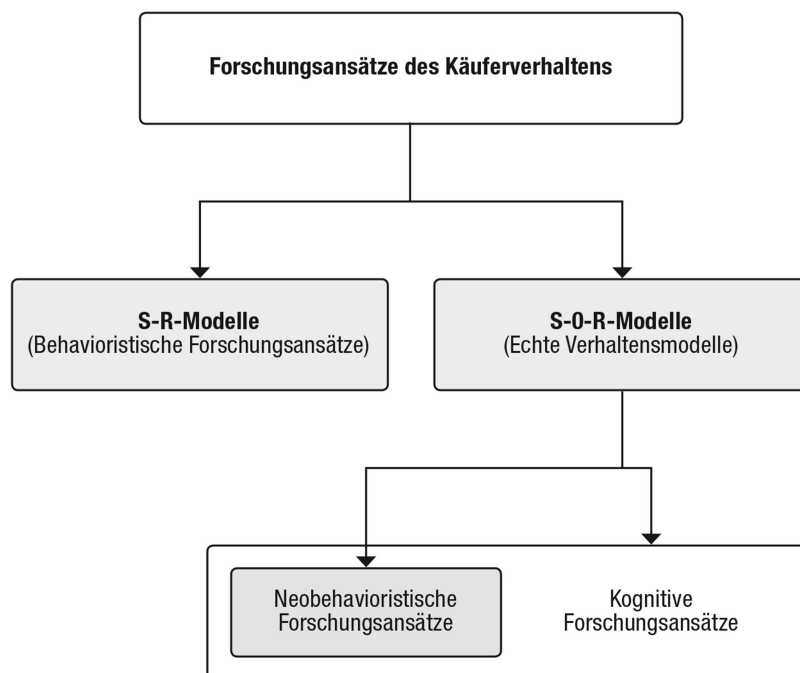 Forschungsansätze des Käuferverhaltens
S-R-Modelle
(Behavioristische Forschungsansätze)
S-O-R-Modelle
(Echte Verhaltensmodelle)
Neobehavioristische
Forschungsansätze
Kognitive
Forschungsansätze